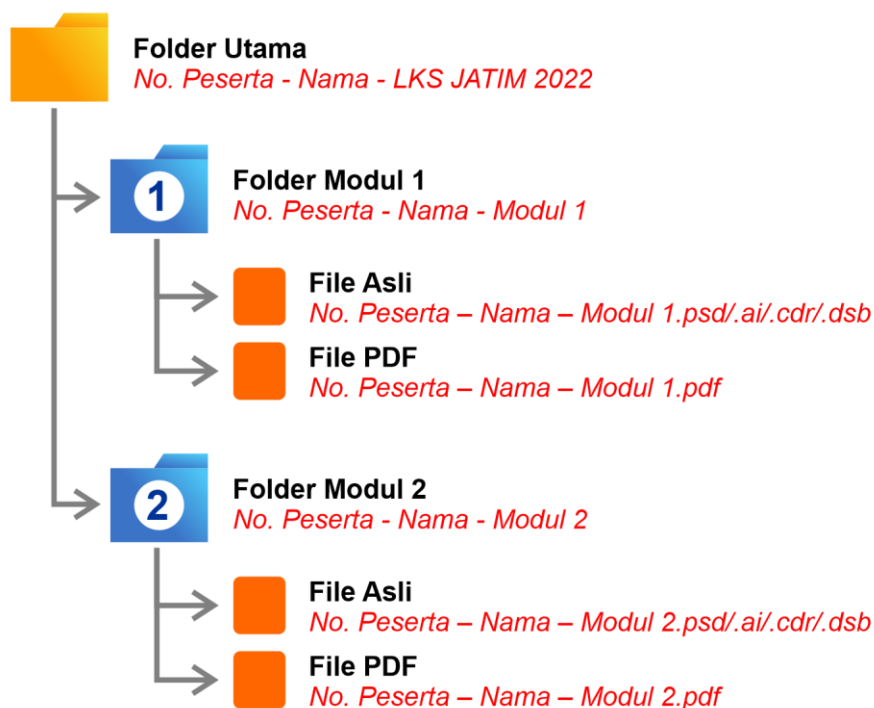 Folder Utama
No. Peserta - Nama - LKS JATIM 2022
1
Folder Modul 1
No. Peserta - Nama - Modul 1
File Asli
No. Peserta – Nama – Modul 1.psd/.ai/.cdr/.dsb
File PDF
No. Peserta – Nama – Modul 1.pdf
2
Folder Modul 2
No. Peserta - Nama - Modul 2
File Asli
No. Peserta – Nama – Modul 2.psd/.ai/.cdr/.dsb
File PDF
No. Peserta – Nama – Modul 2.pdf